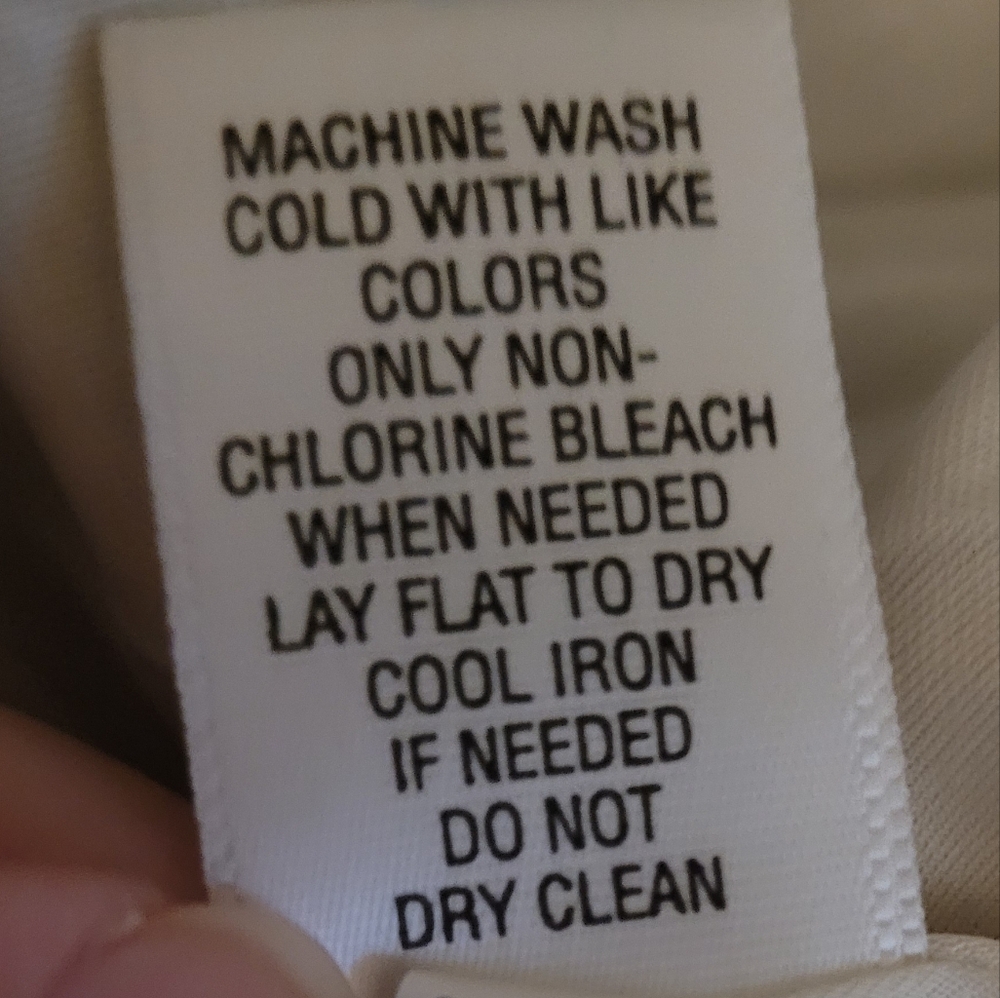 MACHINE WASH
COLD WITH LIKE
COLORS
ONLY NON-
CHLORINE BLEACH
WHEN NEEDED
LAY FLAT TO DRY
COOL IRON
IF NEEDED
DO NOT
DRY CLEAN